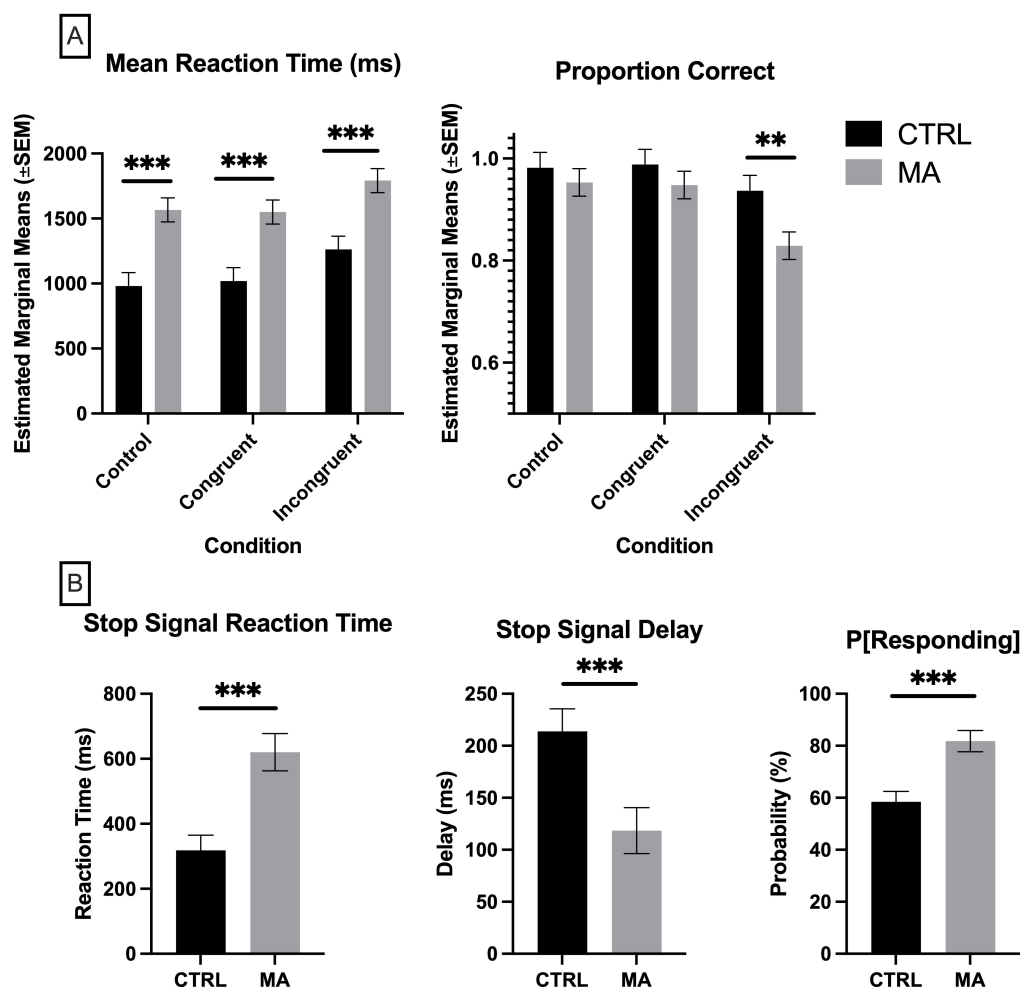 A
Mean Reaction Time (ms)
Estimated Marginal Means (±SEM)
2000
1500
1000
500
0
***
***
***
Control
Congruent
Incongruent
Condition
Proportion Correct
Estimated Marginal Means (±SEM)
1.0
0.8
0.6
**
Control
Congruent
Incongruent
Condition
CTRL
MA
B
Stop Signal Reaction Time
Reaction Time (ms)
800
600
400
200
0
***
CTRL MA
Stop Signal Delay
Delay (ms)
250
200
150
100
50
0
***
CTRL MA
P[Responding]
Probability (%)
100
80
60
40
20
0
***
CTRL MA